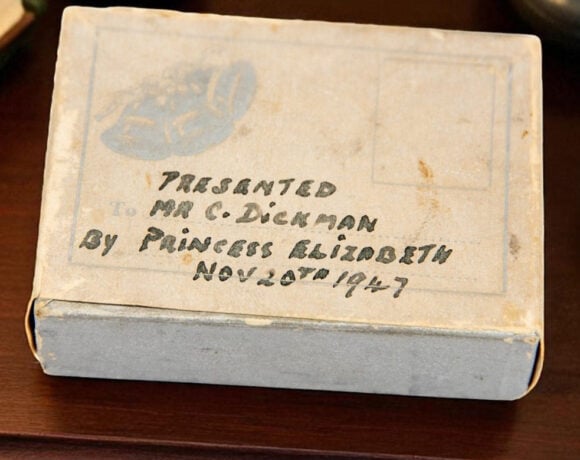 PRESENTED
To MR C. DICKMAN
By PRINCESS ELIZABETH
NOV 20TH 1947